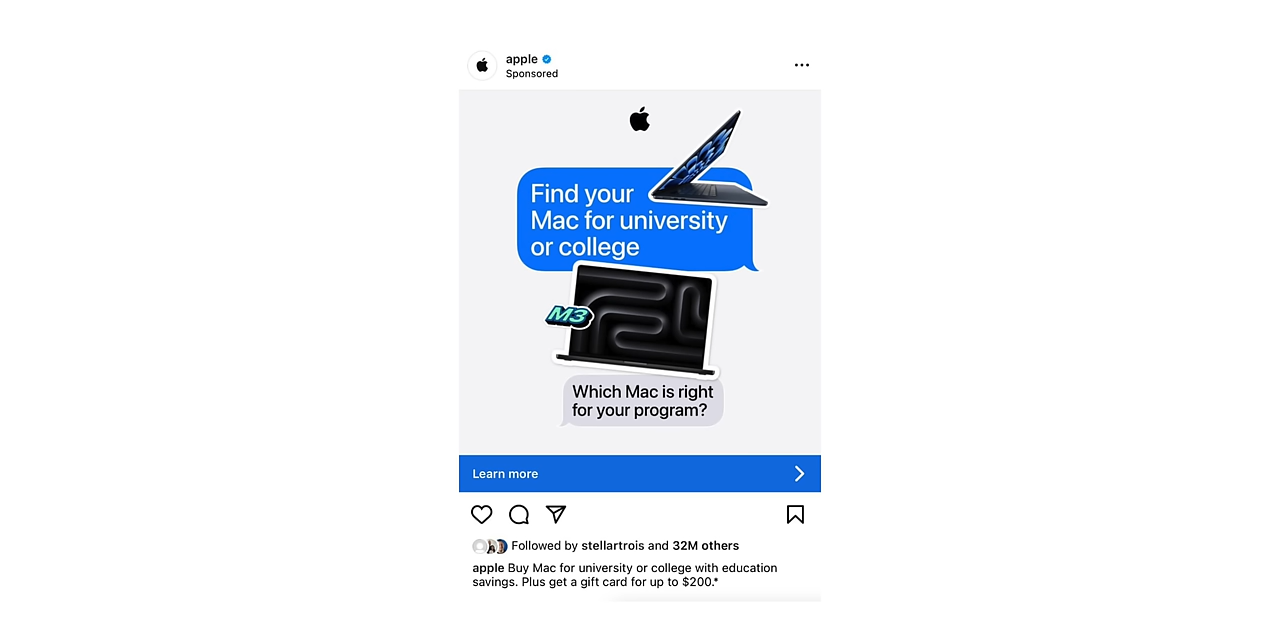 apple
Sponsored
Find your
Mac for university
or college
M3
Which Mac is right
for your program?
Learn more
Followed by stellartrois and 32M others
apple Buy Mac for university or college with education
savings. Plus get a gift card for up to $200.*